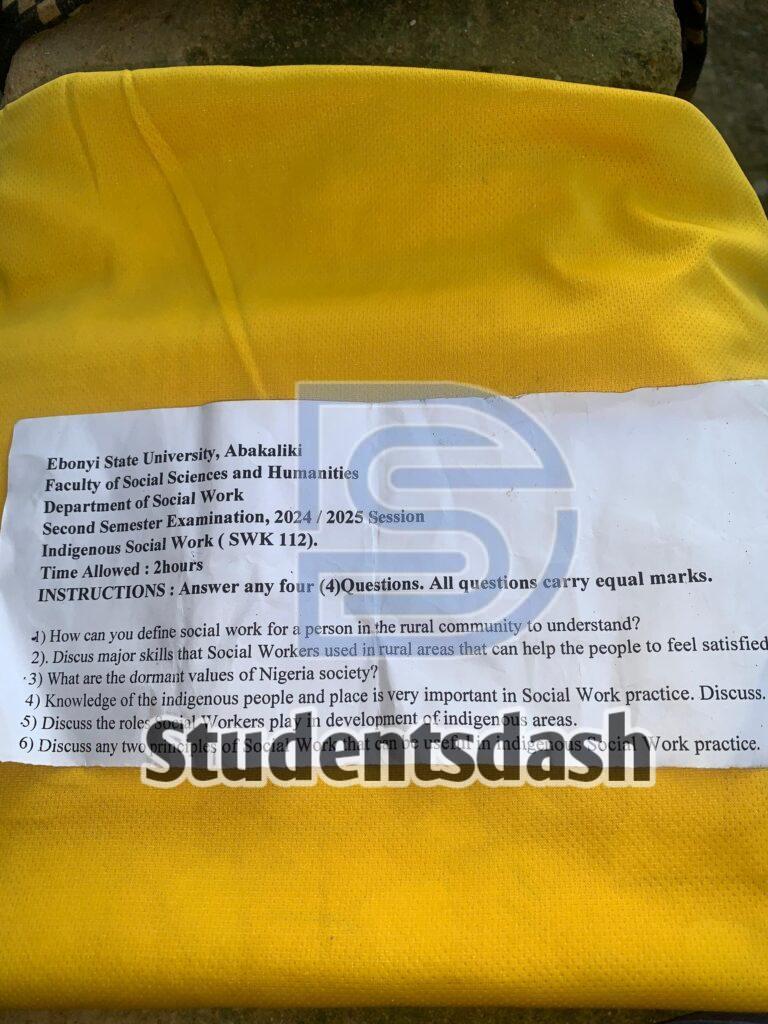 Ebonyi State University, Abakaliki
Faculty of Social Sciences and Humanities
Department of Social Work
Second Semester Examination, 2024 / 2025 Session
Indigenous Social Work ( SWK 112).
Time Allowed : 2hours
INSTRUCTIONS : Answer any four (4)Questions. All questions carry equal marks.
1) How can you define social work for a person in the rural community to understand?
2). Discus major skills that Social Workers used in rural areas that can help the people to feel satisfied
3) What are the dormant values of Nigeria society?
4) Knowledge of the indigenous people and place is very important in Social Work practice. Discuss.
5) Discuss the roles Social Workers play in development of indigenous areas.
6) Discuss any two principles of Social Work that can be useful in indigenous Social Work practice.
Studentsdash